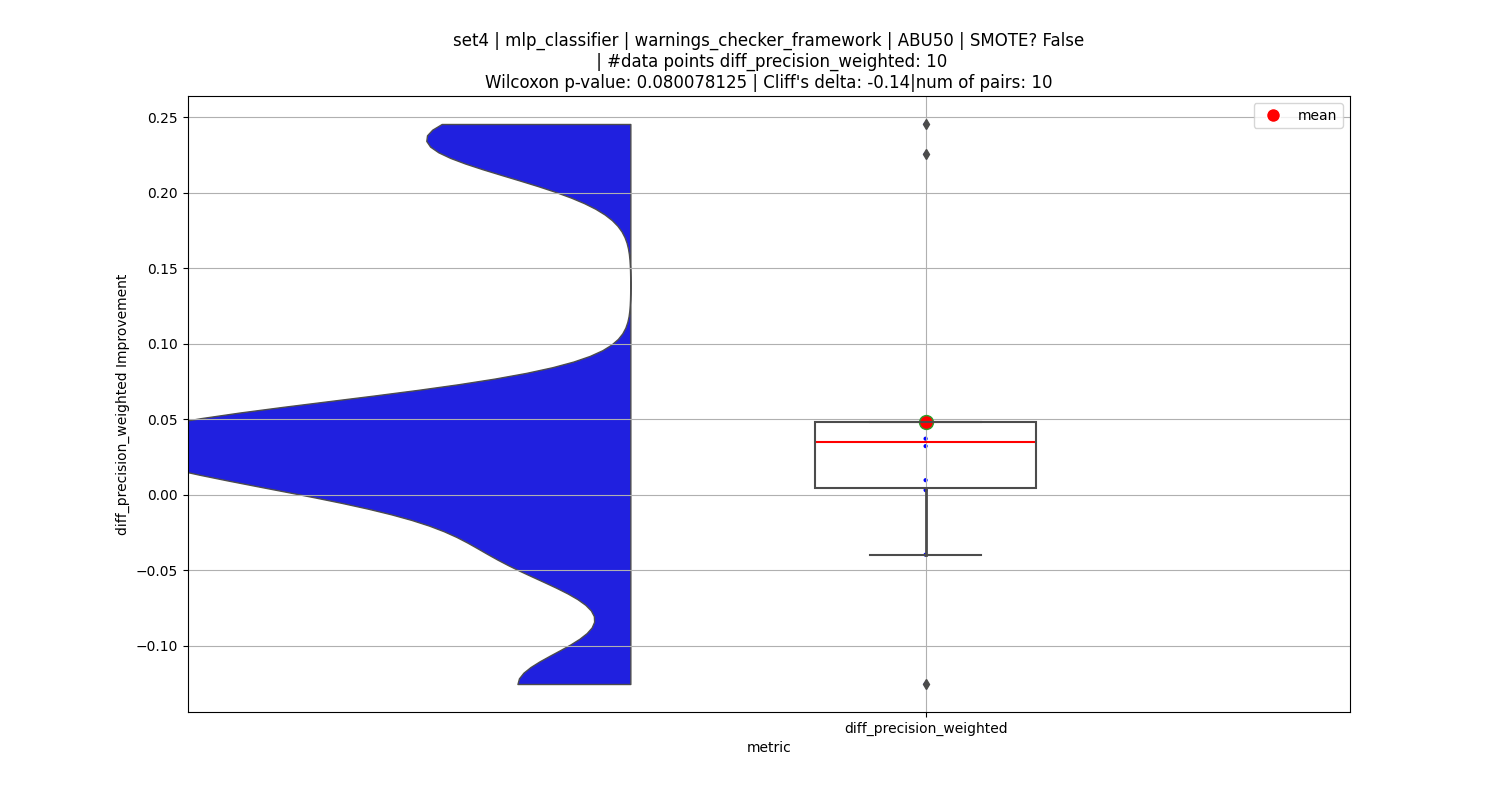 set4 | mlp_classifier | warnings_checker_framework | ABU50 | SMOTE? False
| #data points diff_precision_weighted: 10
Wilcoxon p-value: 0.080078125 | Cliff's delta: -0.14|num of pairs: 10
mean
0.25
0.20
0.15
0.10
0.05
0.00
−0.05
−0.10
diff_precision_weighted Improvement
diff_precision_weighted
metric